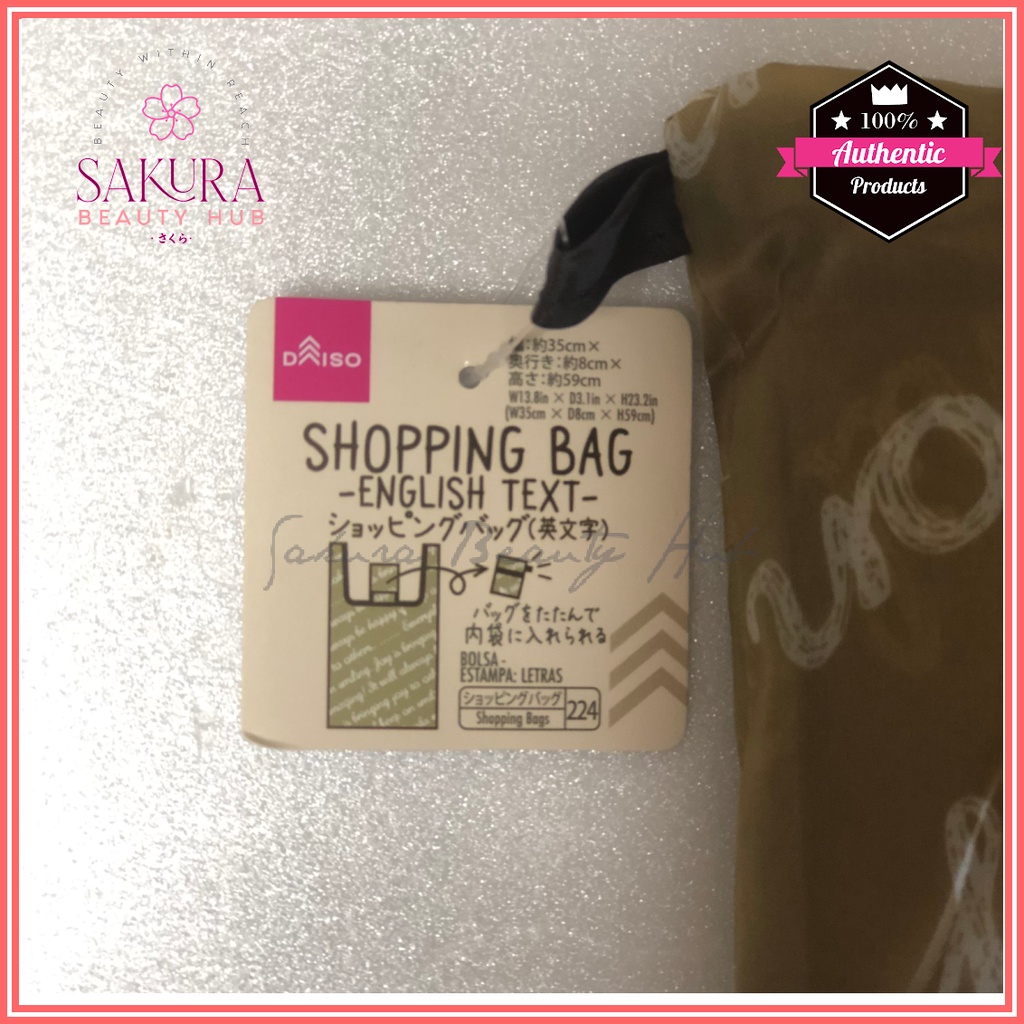 BEAUTY WITHIN REACH
SAKURA
BEAUTY HUB
·さくら·
100%
Authentic
Products
DAISO
幅:約35cm×
奥行き:約8cm×
高さ:約59cm
W13.8in × D3.1in × H23.2in
(W35cm × D8cm × H59cm)
SHOPPING BAG
-ENGLISH TEXT-
ショッピングバッグ(英文字)
Sakura Beauty Hub
バッグをたたんで
内袋に入れられる
BOLSA -
ESTAMPA: LETRAS
ショッピングバッグ
Shopping Bags
224